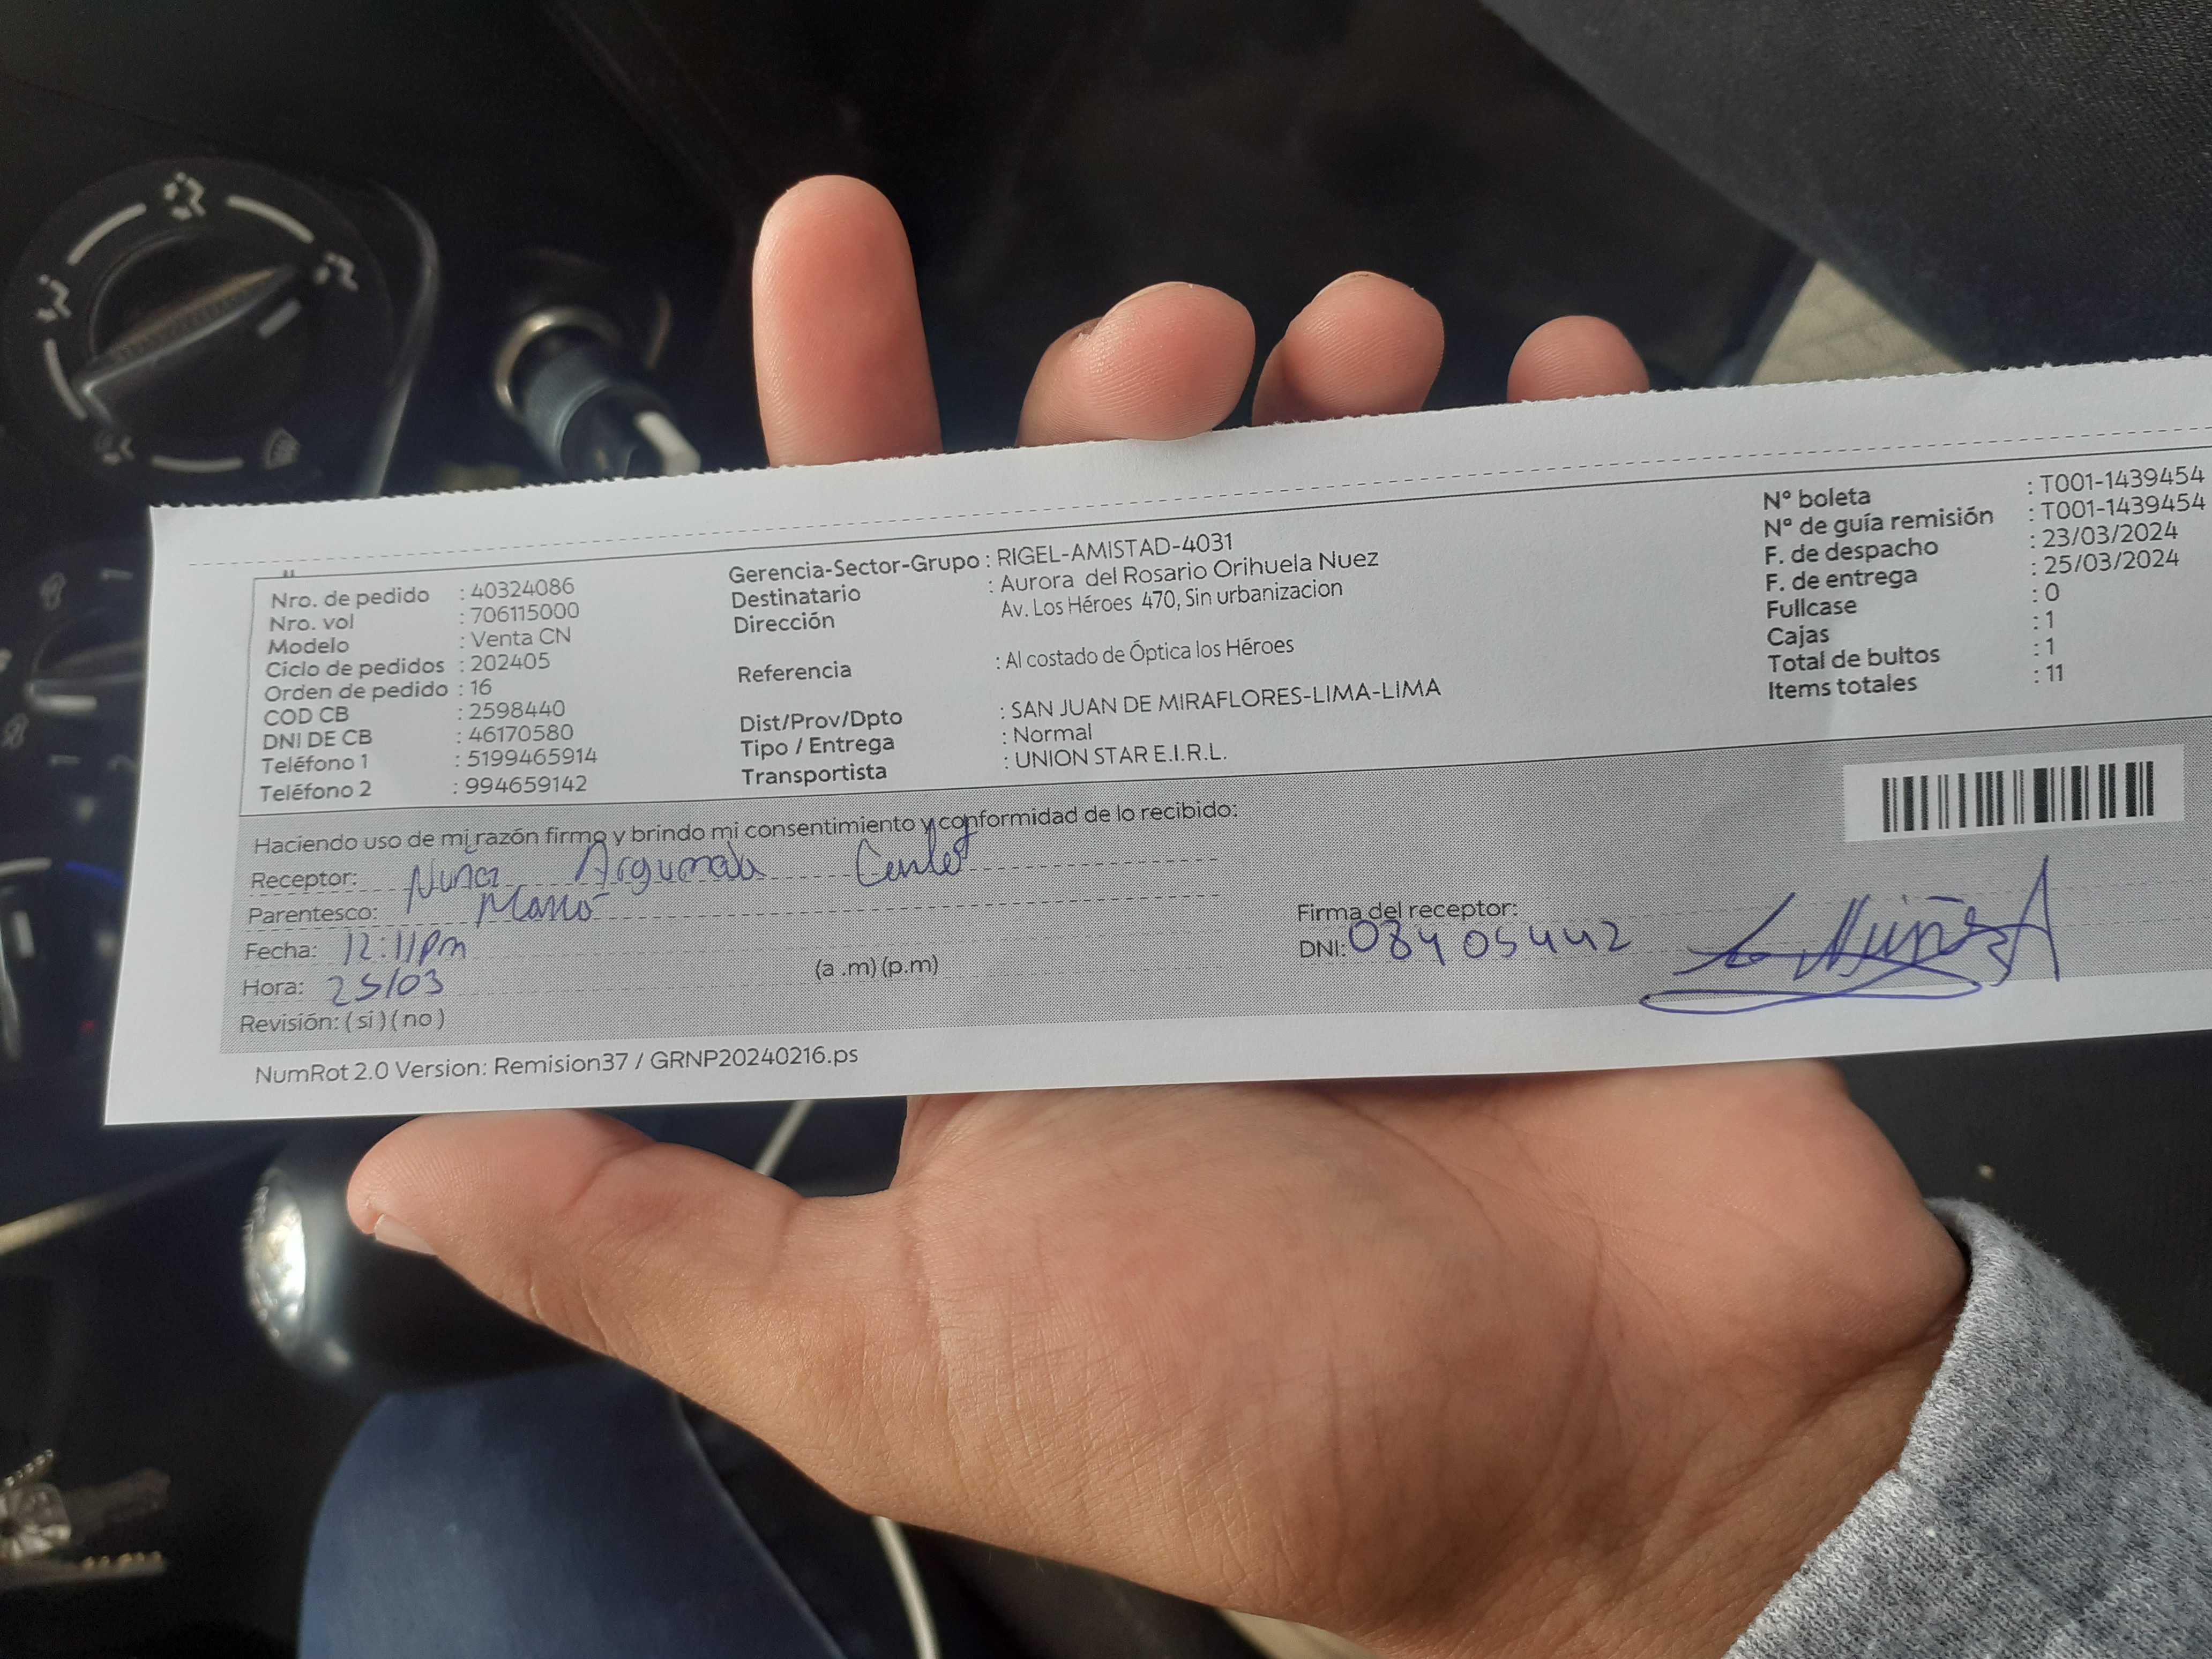 Nro. de pedido : 40324086
Nro. vol : 706115000
Modelo : Venta CN
Ciclo de pedidos : 202405
Orden de pedido : 16
COD CB : 2598440
DNI DE CB : 46170580
Teléfono 1 : 5199465914
Teléfono 2 : 994659142
Gerencia-Sector-Grupo : RIGEL-AMISTAD-4031
Destinatario : Aurora del Rosario Orihuela Nuez
Dirección Av. Los Héroes 470, Sin urbanizacion
Referencia : Al costado de Óptica los Héroes
Dist/Prov/Dpto : SAN JUAN DE MIRAFLORES-LIMA-LIMA
Tipo / Entrega : Normal
Transportista : UNION STAR E.I.R.L.
N° boleta : T001-1439454
N° de guía remisión : T001-1439454
F. de despacho : 23/03/2024
F. de entrega : 25/03/2024
Fullcase : 0
Cajas : 1
Total de bultos : 1
Items totales : 11
Haciendo uso de mi razón firmo y brindo mi consentimiento y conformidad de lo recibido:
Receptor:
Parentesco:
Fecha: 12:11pm
Hora: 25/03 (a .m) (p.m)
Revisión: ( si ) ( no )
Firma del receptor:
DNI: 08405442
NumRot 2.0 Version: Remision37 / GRNP20240216.ps